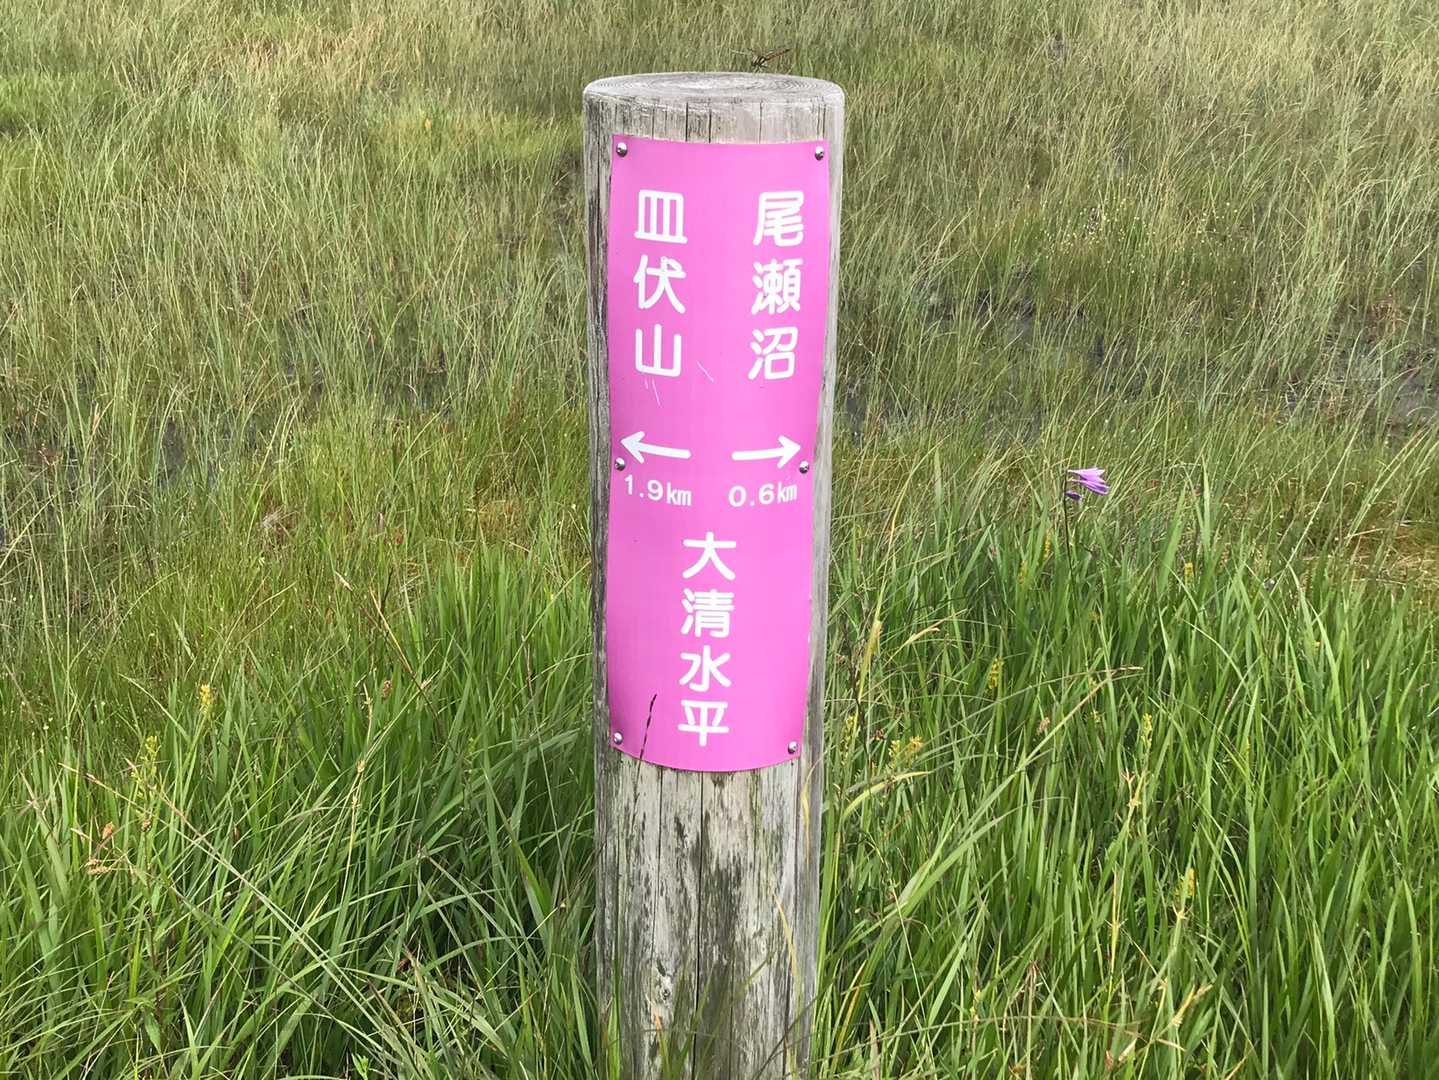 尾瀬沼
皿伏山
← →
1.9km 0.6km
大清水平